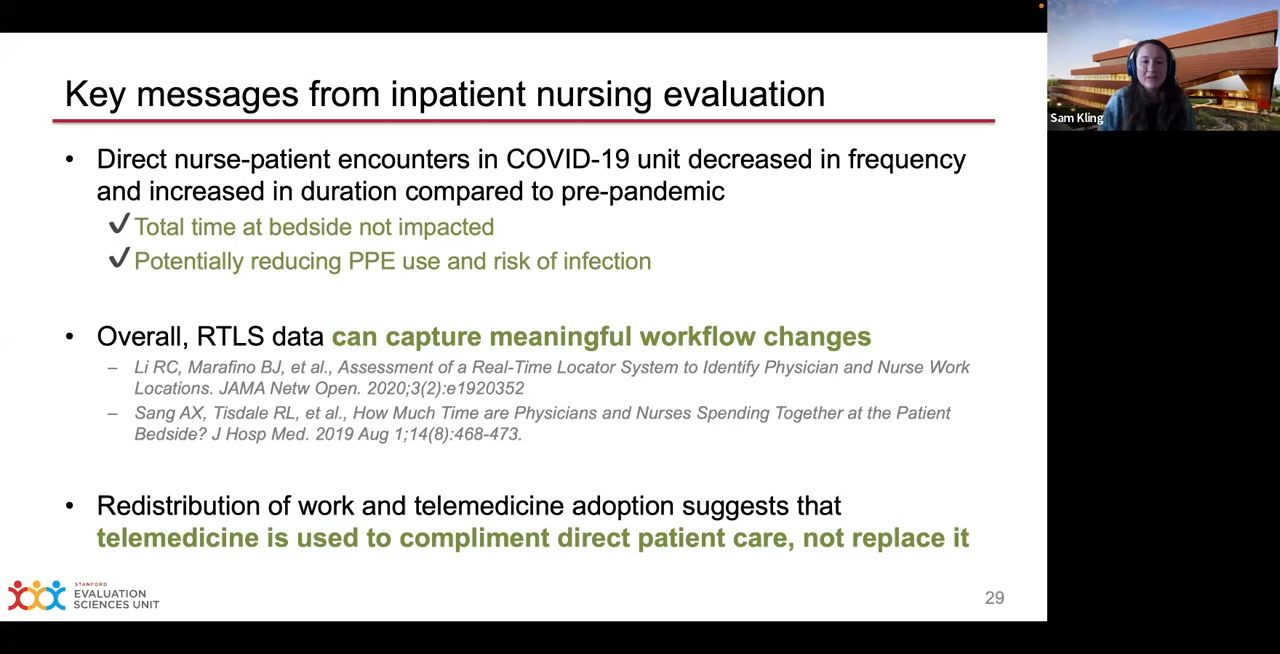 Key messages from inpatient nursing evaluation
• Direct nurse-patient encounters in COVID-19 unit decreased in frequency
and increased in duration compared to pre-pandemic
✓ Total time at bedside not impacted
✓ Potentially reducing PPE use and risk of infection
• Overall, RTLS data can capture meaningful workflow changes
– Li RC, Marafino BJ, et al., Assessment of a Real-Time Locator System to Identify Physician and Nurse Work
Locations. JAMA Netw Open. 2020;3(2):e1920352
– Sang AX, Tisdale RL, et al., How Much Time are Physicians and Nurses Spending Together at the Patient
Bedside? J Hosp Med. 2019 Aug 1;14(8):468-473.
• Redistribution of work and telemedicine adoption suggests that
telemedicine is used to compliment direct patient care, not replace it
STANFORD
EVALUATION
SCIENCES UNIT
29
Sam Kling